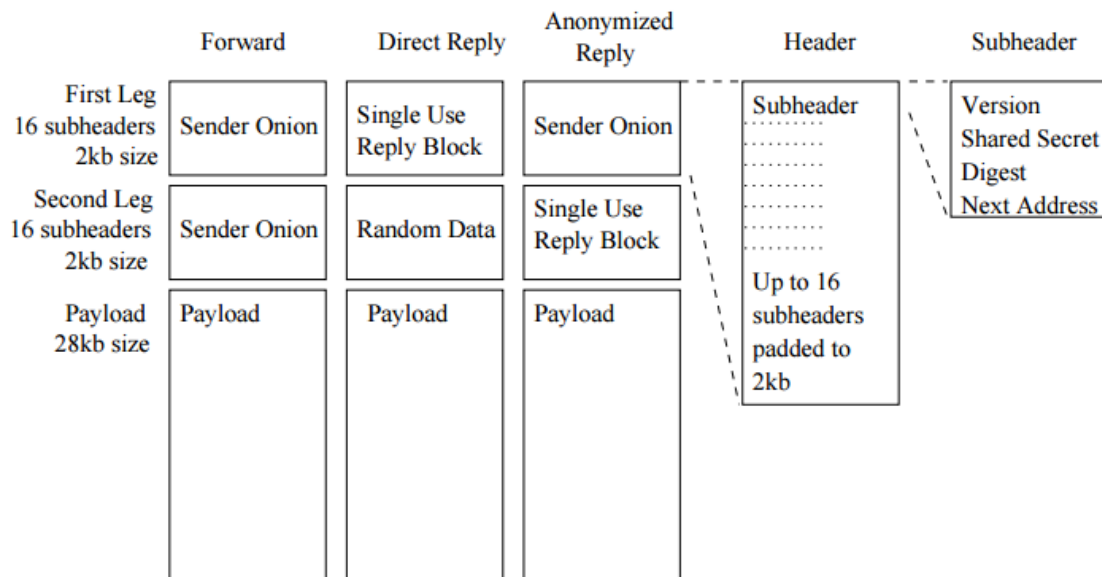 Forward
Direct Reply
Anonymized
Reply
Header
Subheader
First Leg
16 subheaders
2kb size
Sender Onion
Single Use
Reply Block
Sender Onion
Subheader
Version
Shared Secret
Digest
Next Address
Second Leg
16 subheaders
2kb size
Sender Onion
Random Data
Single Use
Reply Block
Up to 16
subheaders
padded to
2kb
Payload
28kb size
Payload
Payload
Payload